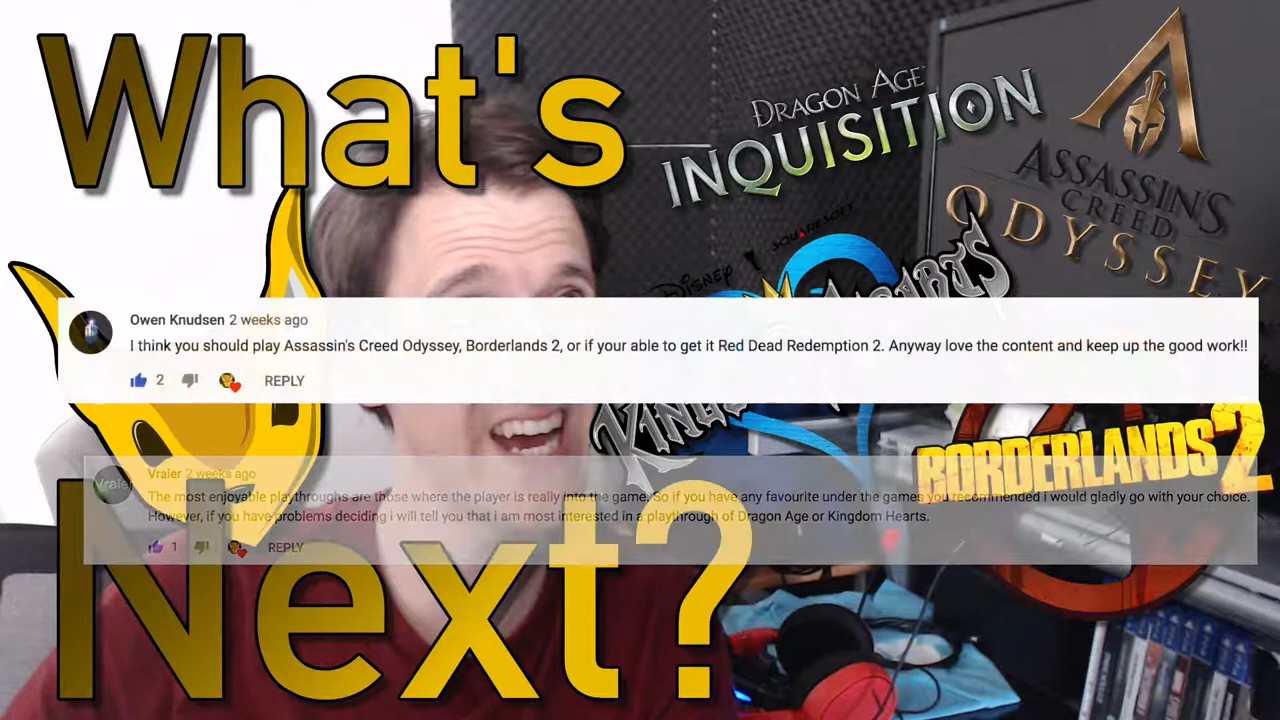 What's
DRAGON AGE
INQUISITION
ASSASSIN'S
CREED
ODYSSEY
DISNEY
SQUARESOFT
Owen Knudsen 2 weeks ago
I think you should play Assassin's Creed Odyssey, Borderlands 2, or if your able to get it Red Dead Redemption 2. Anyway love the content and keep up the good work!!
2 REPLY
BORDERLANDS 2
Vraier 2 weeks ago
Vraier
The most enjoyable playthroughs are those where the player is really into the game. So if you have any favourite under the games you recommended i would gladly go with your choice.
However, if you have problems deciding i will tell you that i am most interested in a playthrough of Dragon Age or Kingdom Hearts.
1 REPLY
Next?